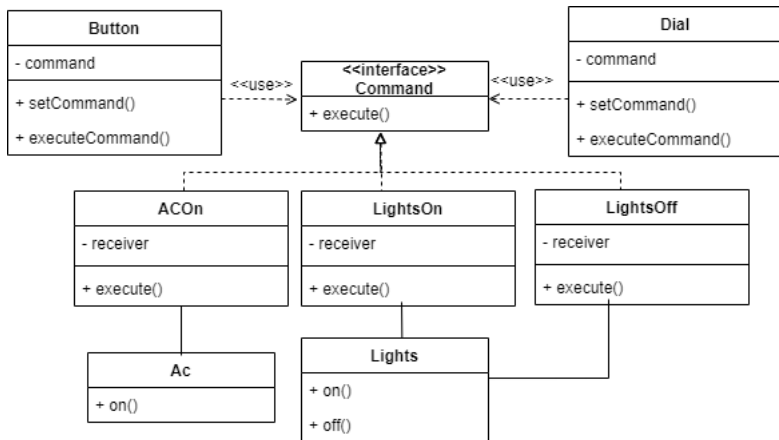 Button
- command
+ setCommand()
+ executeCommand()
<<use>>
<<interface>>
Command
+ execute()
<<use>>
Dial
- command
+ setCommand()
+ executeCommand()
ACOn
- receiver
+ execute()
LightsOn
- receiver
+ execute()
LightsOff
- receiver
+ execute()
Ac
+ on()
Lights
+ on()
+ off()